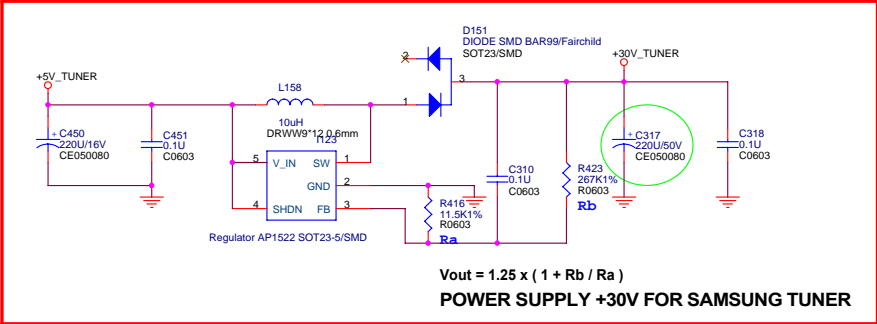 D151
DIODE SMD BAR99/Fairchild
SOT23/SMD
2
3
1
+5V_TUNER
+30V_TUNER
L158
10uH
DRWW9*12 0.6mm
I123
+ C450
220U/16V
CE050080
C451
0.1U
C0603
5 V_IN SW 1
GND 2
4 SHDN FB 3
Regulator AP1522 SOT23-5/SMD
R416
11.5K1%
R0603
Ra
C310
0.1U
C0603
R423
267K1%
R0603
Rb
+ C317
220U/50V
CE050080
C318
0.1U
C0603
Vout = 1.25 x ( 1 + Rb / Ra )
POWER SUPPLY +30V FOR SAMSUNG TUNER